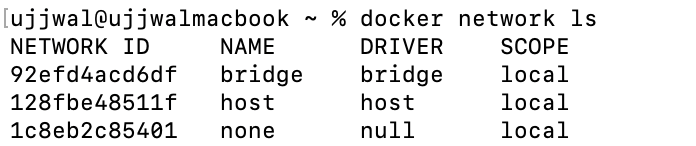 [ujjwal@ujjwalmacbook ~ % docker network ls
NETWORK ID     NAME      DRIVER    SCOPE
92efd4acd6df   bridge    bridge    local
128fbe48511f   host      host      local
1c8eb2c85401   none      null      local